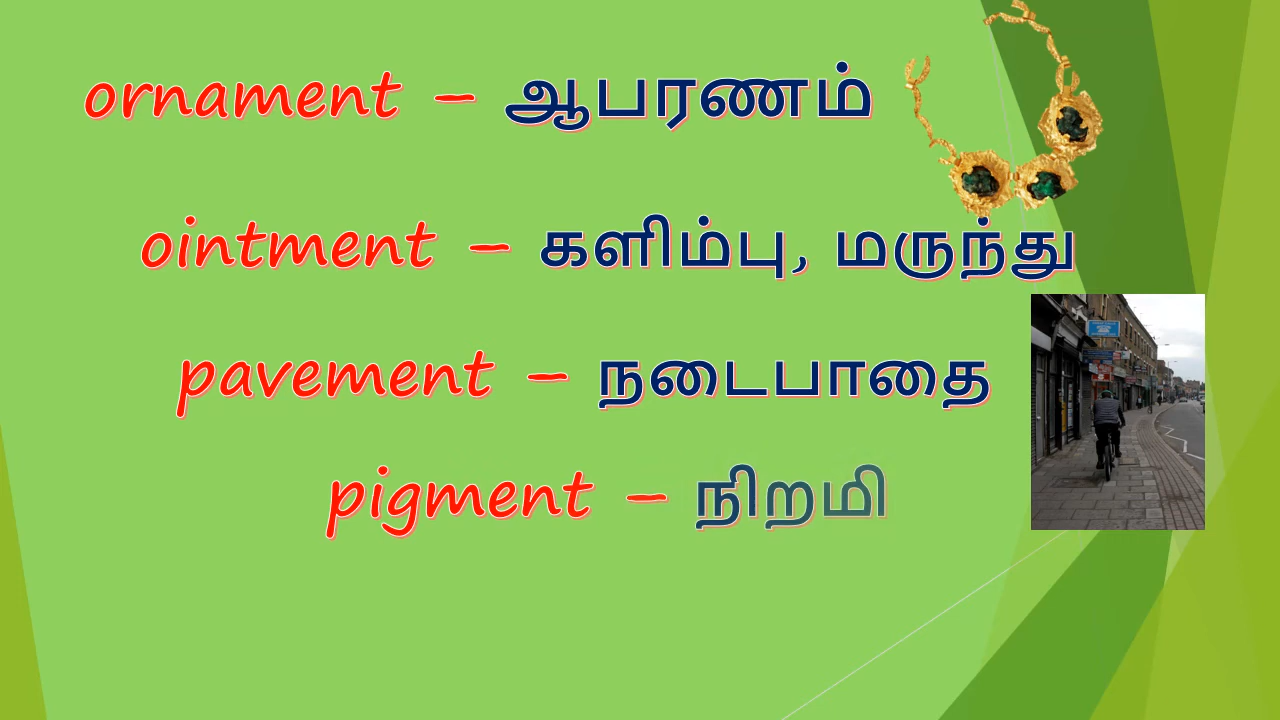 ornament – ஆபரணம்
ointment – களிம்பு, மருந்து
pavement – நடைபாதை
pigment – நிறமி